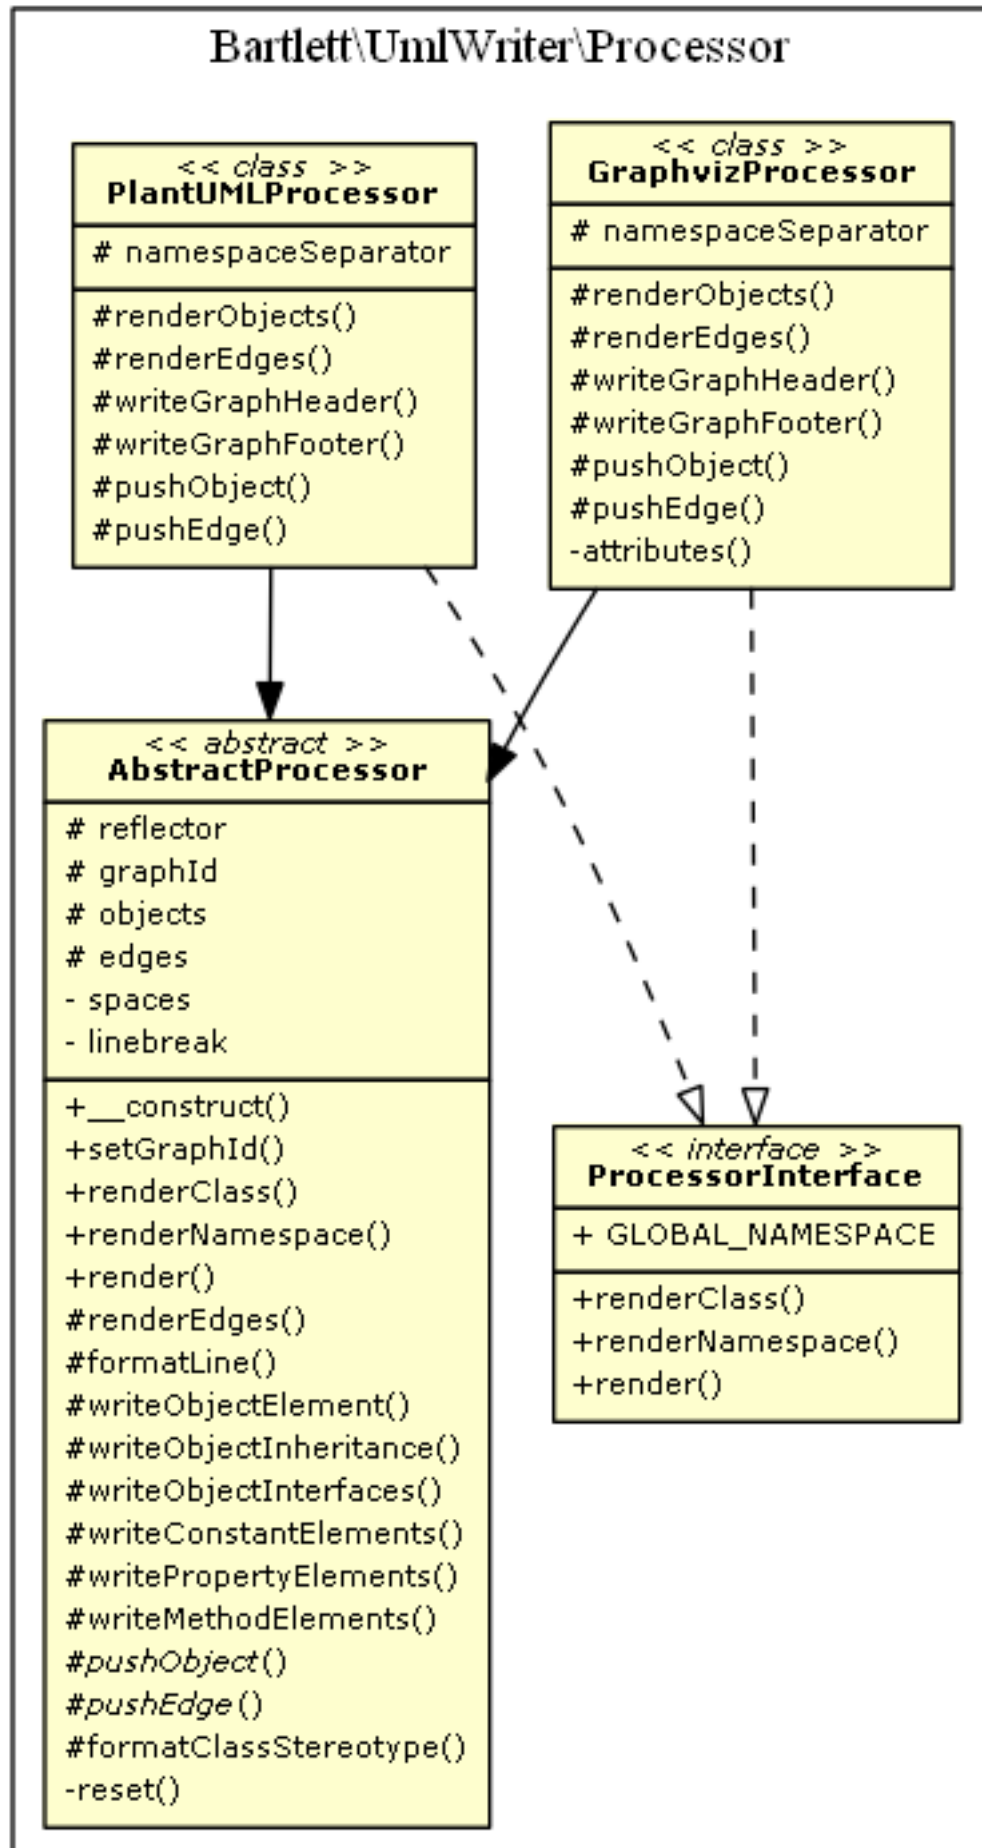 Bartlett\UmlWriter\Processor
<< class >>
PlantUMLProcessor
# namespaceSeparator
#renderObjects()
#renderEdges()
#writeGraphHeader()
#writeGraphFooter()
#pushObject()
#pushEdge()
<< class >>
GraphvizProcessor
# namespaceSeparator
#renderObjects()
#renderEdges()
#writeGraphHeader()
#writeGraphFooter()
#pushObject()
#pushEdge()
-attributes()
<< abstract >>
AbstractProcessor
# reflector
# graphId
# objects
# edges
- spaces
- linebreak
+__construct()
+setGraphId()
+renderClass()
+renderNamespace()
+render()
#renderEdges()
#formatLine()
#writeObjectElement()
#writeObjectInheritance()
#writeObjectInterfaces()
#writeConstantElements()
#writePropertyElements()
#writeMethodElements()
#pushObject()
#pushEdge()
#formatClassStereotype()
-reset()
<< interface >>
ProcessorInterface
+ GLOBAL_NAMESPACE
+renderClass()
+renderNamespace()
+render()